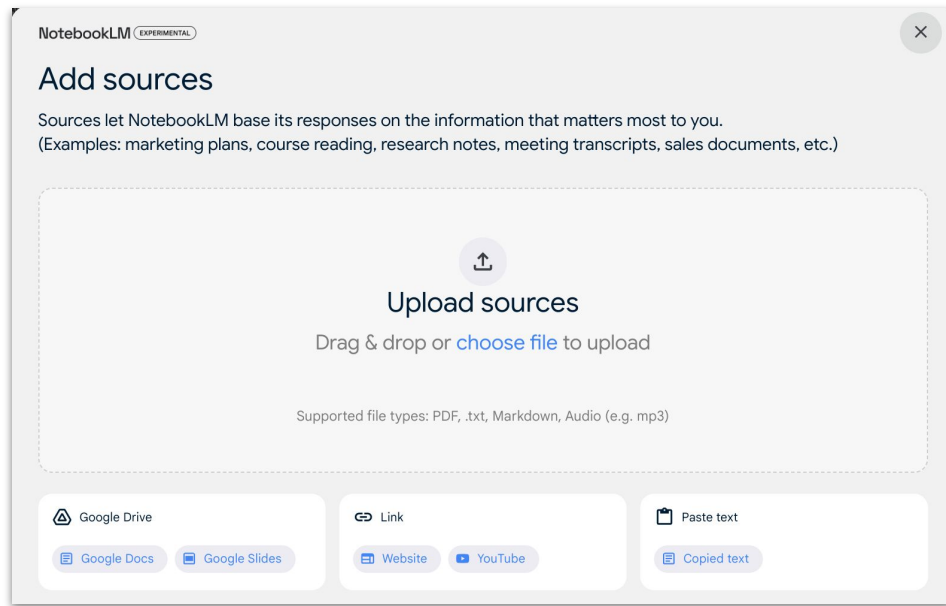 NotebookLM EXPERIMENTAL
Add sources
Sources let NotebookLM base its responses on the information that matters most to you.
(Examples: marketing plans, course reading, research notes, meeting transcripts, sales documents, etc.)
Upload sources
Drag & drop or choose file to upload
Supported file types: PDF, .txt, Markdown, Audio (e.g. mp3)
Google Drive
Google Docs Google Slides
Link
Website YouTube
Paste text
Copied text